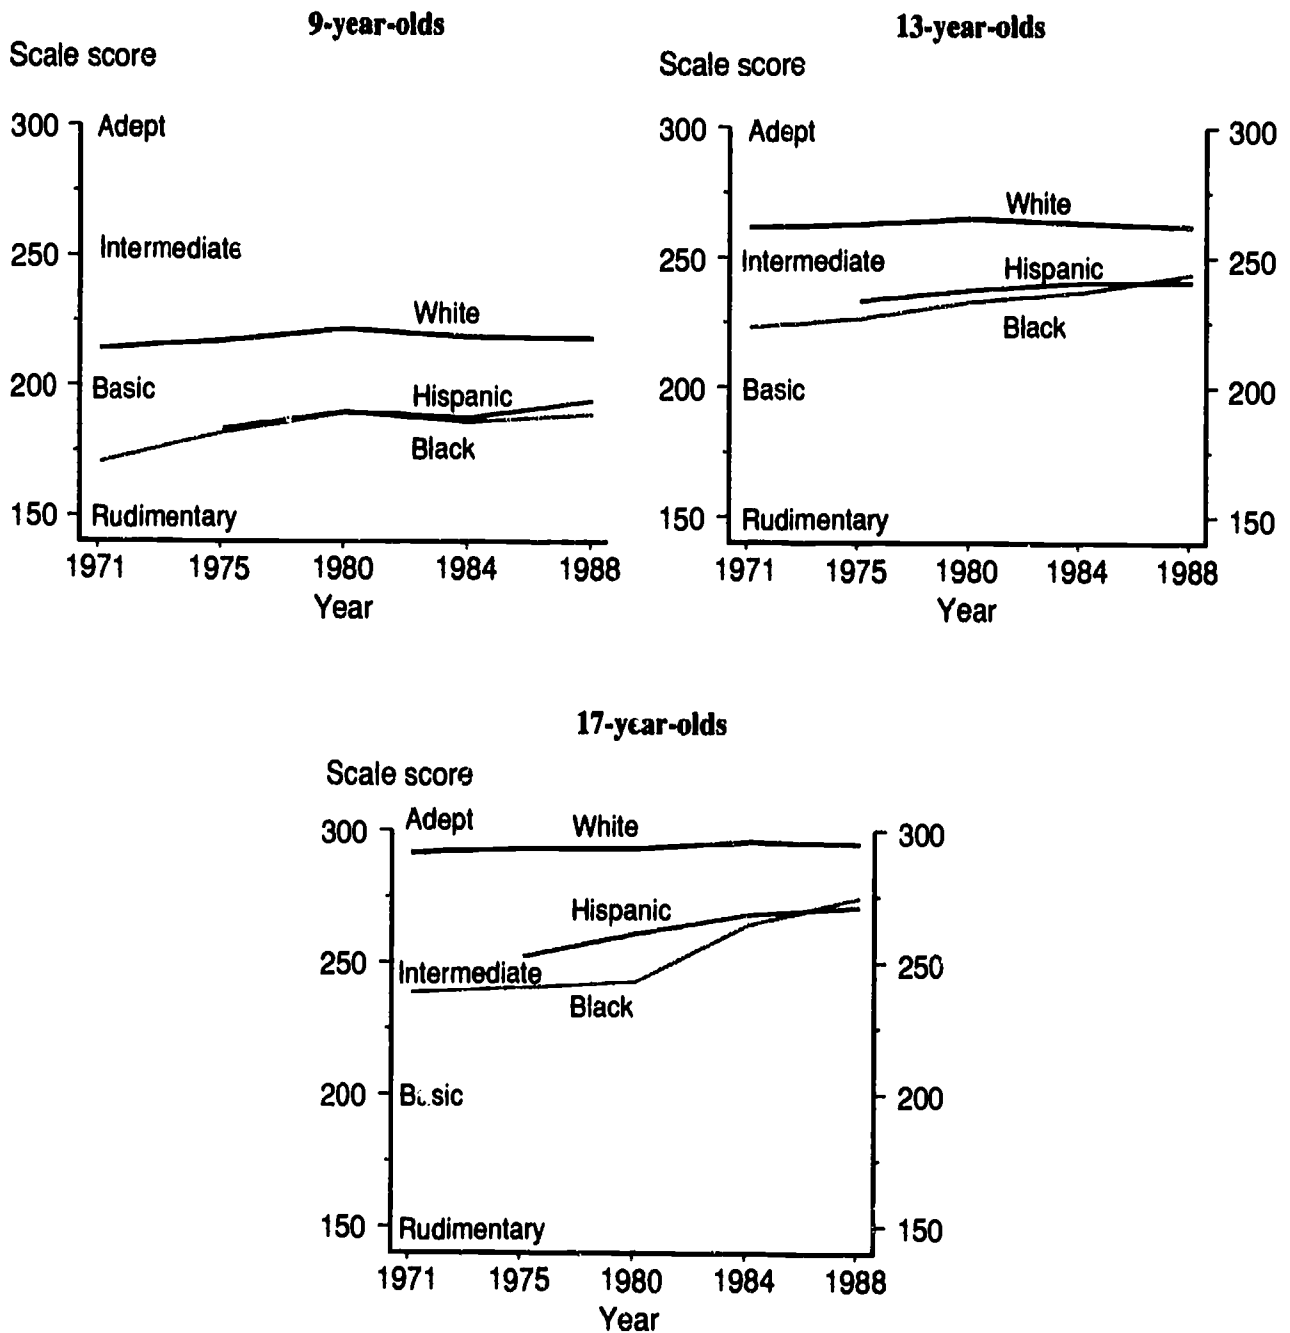 9-year-olds
Scale score
300
Adept
250
Intermediate
White
200
Basic
Hispanic
Black
150
Rudimentary
1971 1975 1980 1984 1988
Year
13-year-olds
Scale score
300
Adept
300
White
250
Intermediate
Hispanic
250
Black
200
Basic
200
150
Rudimentary
150
1971 1975 1980 1984 1988
Year
17-year-olds
Scale score
300
Adept
White
300
Hispanic
250
Intermediate
250
Black
200
Basic
200
150
Rudimentary
150
1971 1975 1980 1984 1988
Year